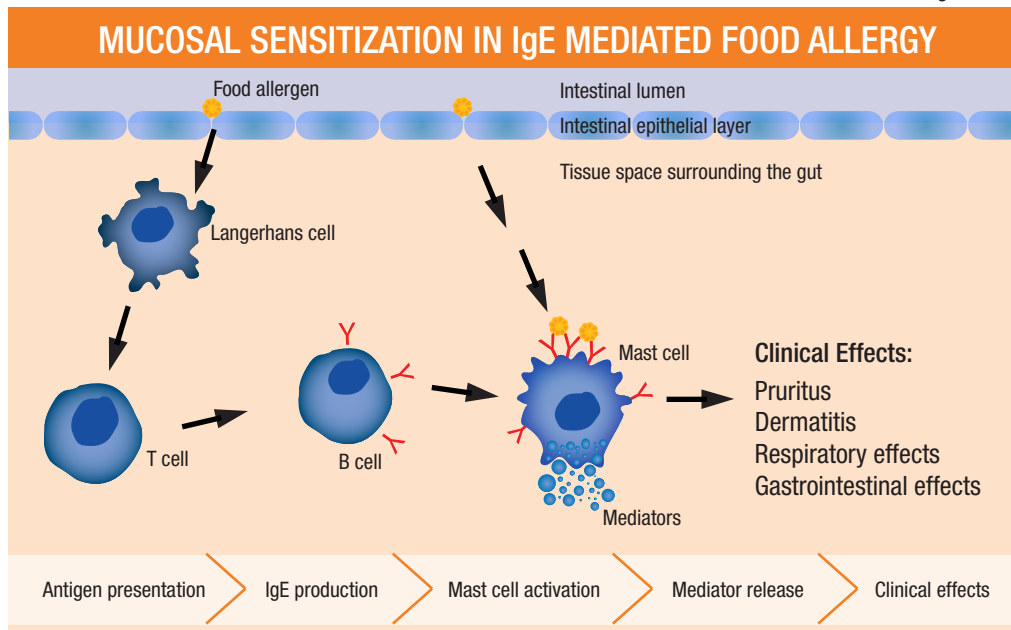 MUCOSAL SENSITIZATION IN IgE MEDIATED FOOD ALLERGY
Food allergen
Intestinal lumen
Intestinal epithelial layer
Tissue space surrounding the gut
Langerhans cell
Mast cell
Clinical Effects:
Pruritus
Dermatitis
Respiratory effects
Gastrointestinal effects
T cell
B cell
Mediators
Antigen presentation
IgE production
Mast cell activation
Mediator release
Clinical effects